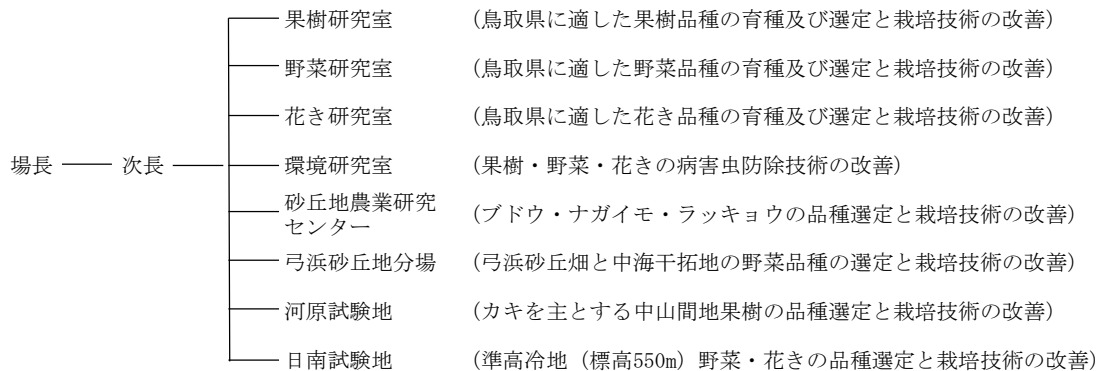 果樹研究室 (鳥取県に適した果樹品種の育種及び選定と栽培技術の改善)
野菜研究室 (鳥取県に適した野菜品種の育種及び選定と栽培技術の改善)
花き研究室 (鳥取県に適した花き品種の育種及び選定と栽培技術の改善)
場長 次長 環境研究室 (果樹・野菜・花きの病害虫防除技術の改善)
砂丘地農業研究
センター (ブドウ・ナガイモ・ラッキョウの品種選定と栽培技術の改善)
弓浜砂丘地分場 (弓浜砂丘畑と中海干拓地の野菜品種の選定と栽培技術の改善)
河原試験地 (カキを主とする中山間地果樹の品種選定と栽培技術の改善)
日南試験地 (準高冷地 (標高550m) 野菜・花きの品種選定と栽培技術の改善)